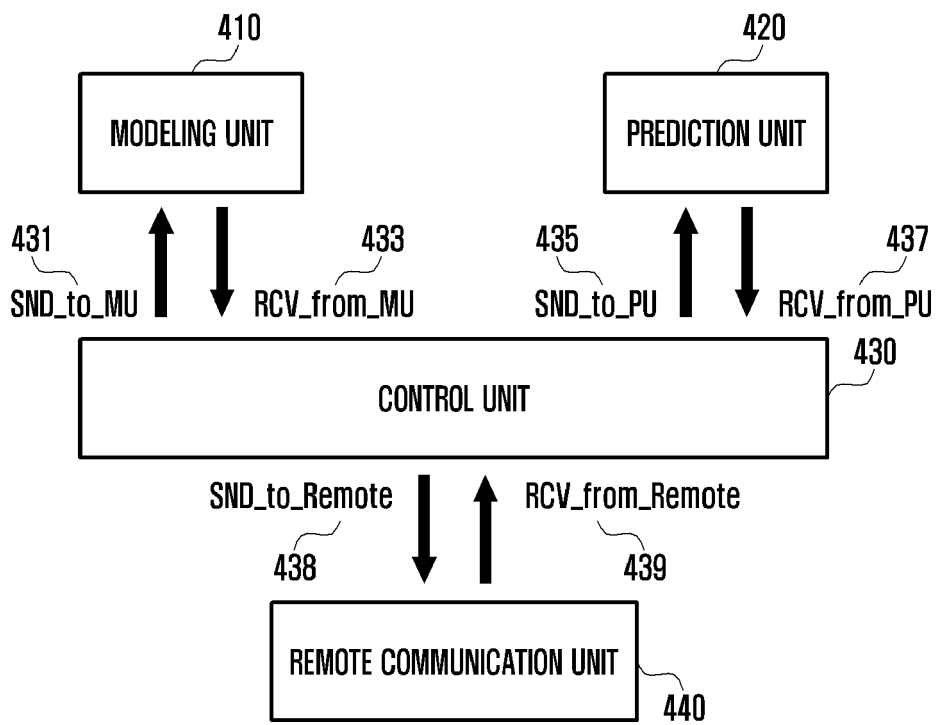 410
420
MODELING UNIT
PREDICTION UNIT
431
433
435
437
SND_to_MU
RCV_from_MU
SND_to_PU
RCV_from_PU
430
CONTROL UNIT
SND_to_Remote
RCV_from_Remote
438
439
REMOTE COMMUNICATION UNIT
440